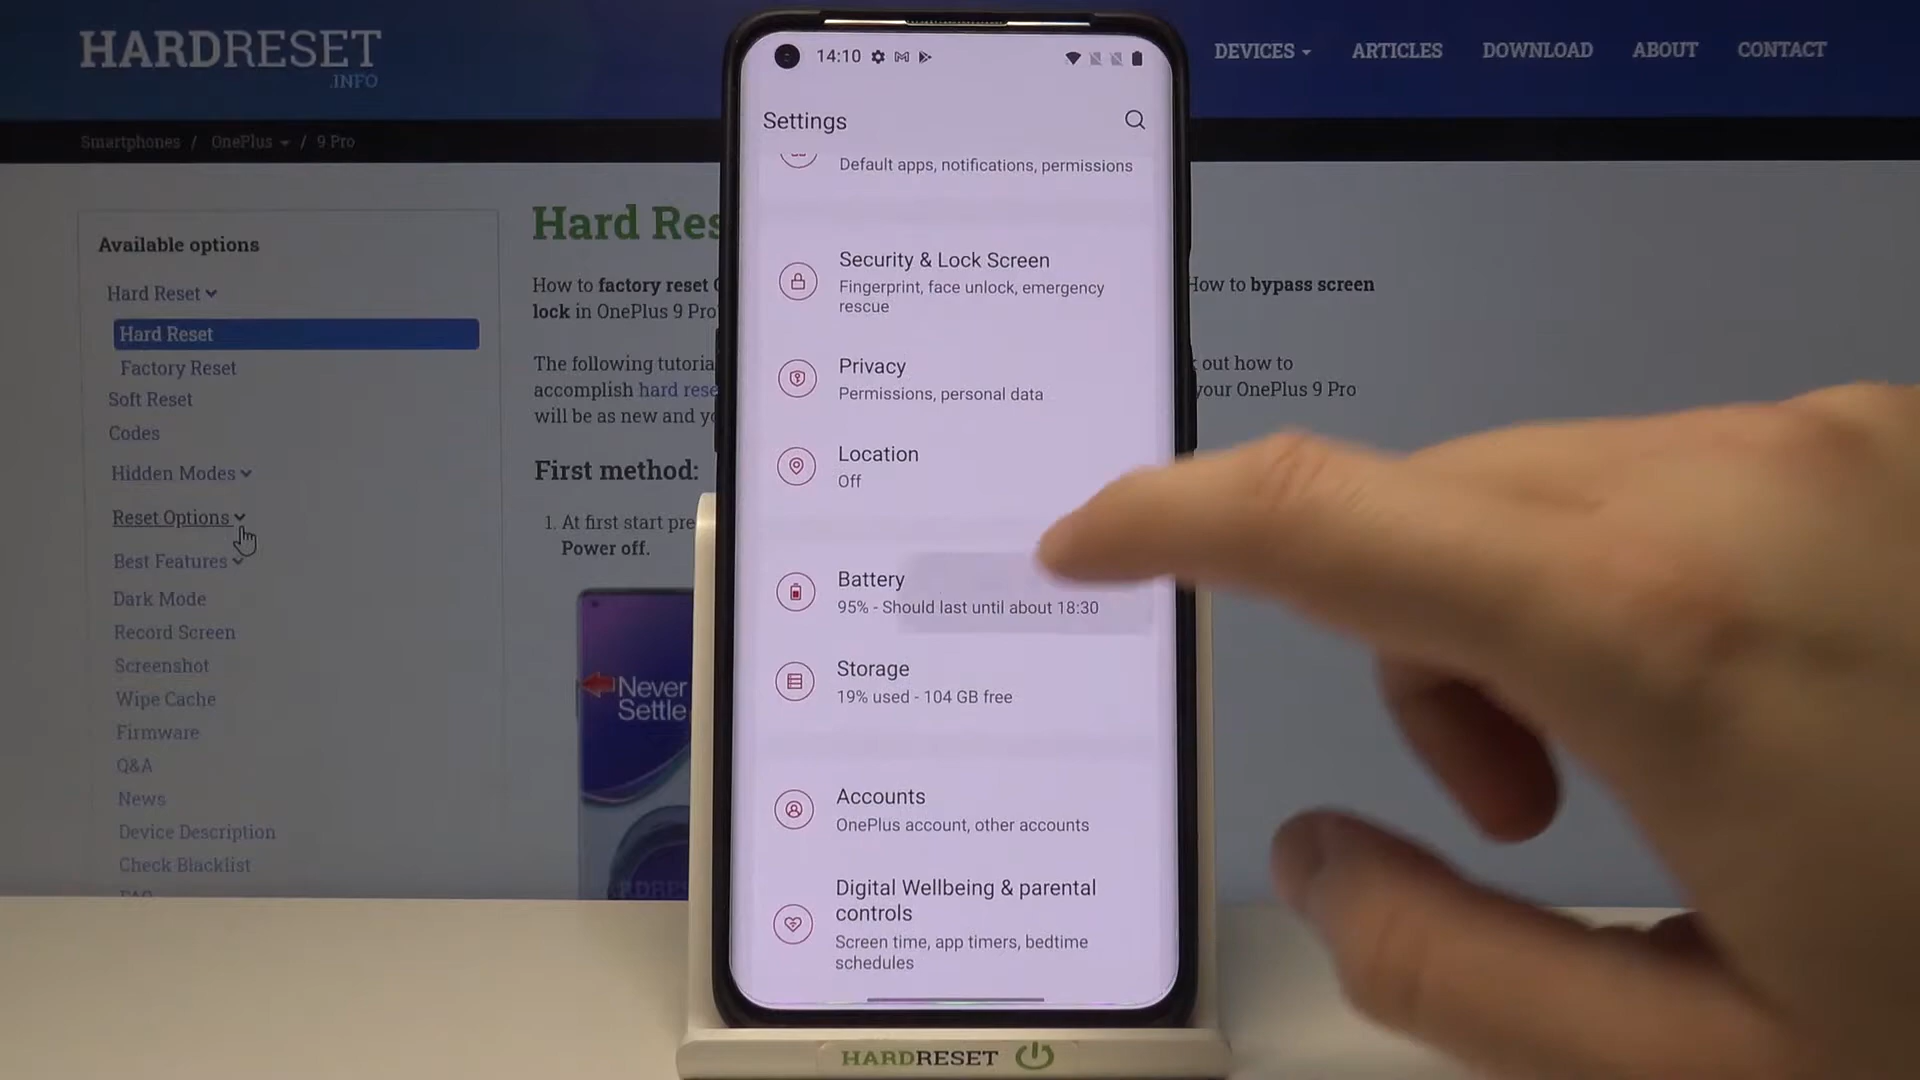 HARDRESET
.INFO
DEVICES
ARTICLES
DOWNLOAD
ABOUT
CONTACT
Smartphones / OnePlus / 9 Pro
Available options
Hard Reset
Hard Reset
Factory Reset
Soft Reset
Codes
Hidden Modes
Reset Options
Best Features
Dark Mode
Record Screen
Screenshot
Wipe Cache
Firmware
Q&A
News
Device Description
Check Blacklist
FAQ
Hard Res
How to factory reset
lock in OnePlus 9 Pro
How to bypass screen
The following tutoria
accomplish hard rese
will be as new and yo
out how to
your OnePlus 9 Pro
First method:
1. At first start pre
Power off.
Never
Settle
14:10
Settings
Default apps, notifications, permissions
Security & Lock Screen
Fingerprint, face unlock, emergency
rescue
Privacy
Permissions, personal data
Location
Off
Battery
95% - Should last until about 18:30
Storage
19% used - 104 GB free
Accounts
OnePlus account, other accounts
Digital Wellbeing & parental
controls
Screen time, app timers, bedtime
schedules
HARDRESET